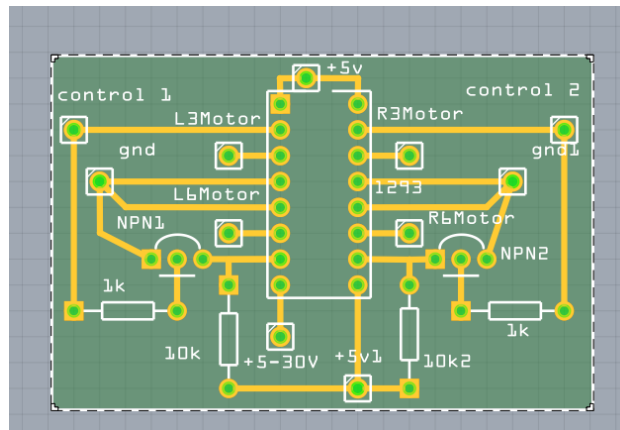 +5v
control 1
control 2
L3Motor
R3Motor
gnd
gnd1
1293
L6Motor
R6Motor
NPN1
NPN2
1k
1k
10k
+5-30V
+5v1
10k2